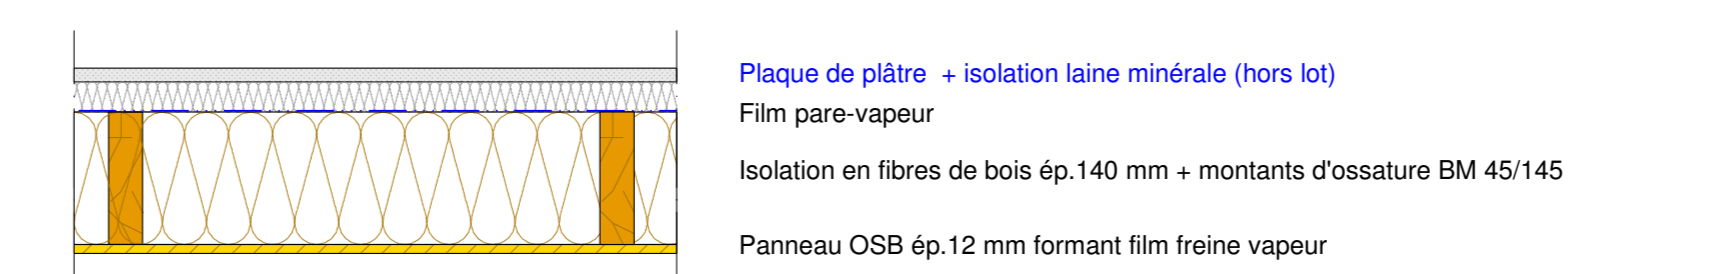 Plaque de plâtre  + isolation laine minérale (hors lot)
Film pare-vapeur
Isolation en fibres de bois ép.140 mm + montants d'ossature BM 45/145
Panneau OSB ép.12 mm formant film freine vapeur